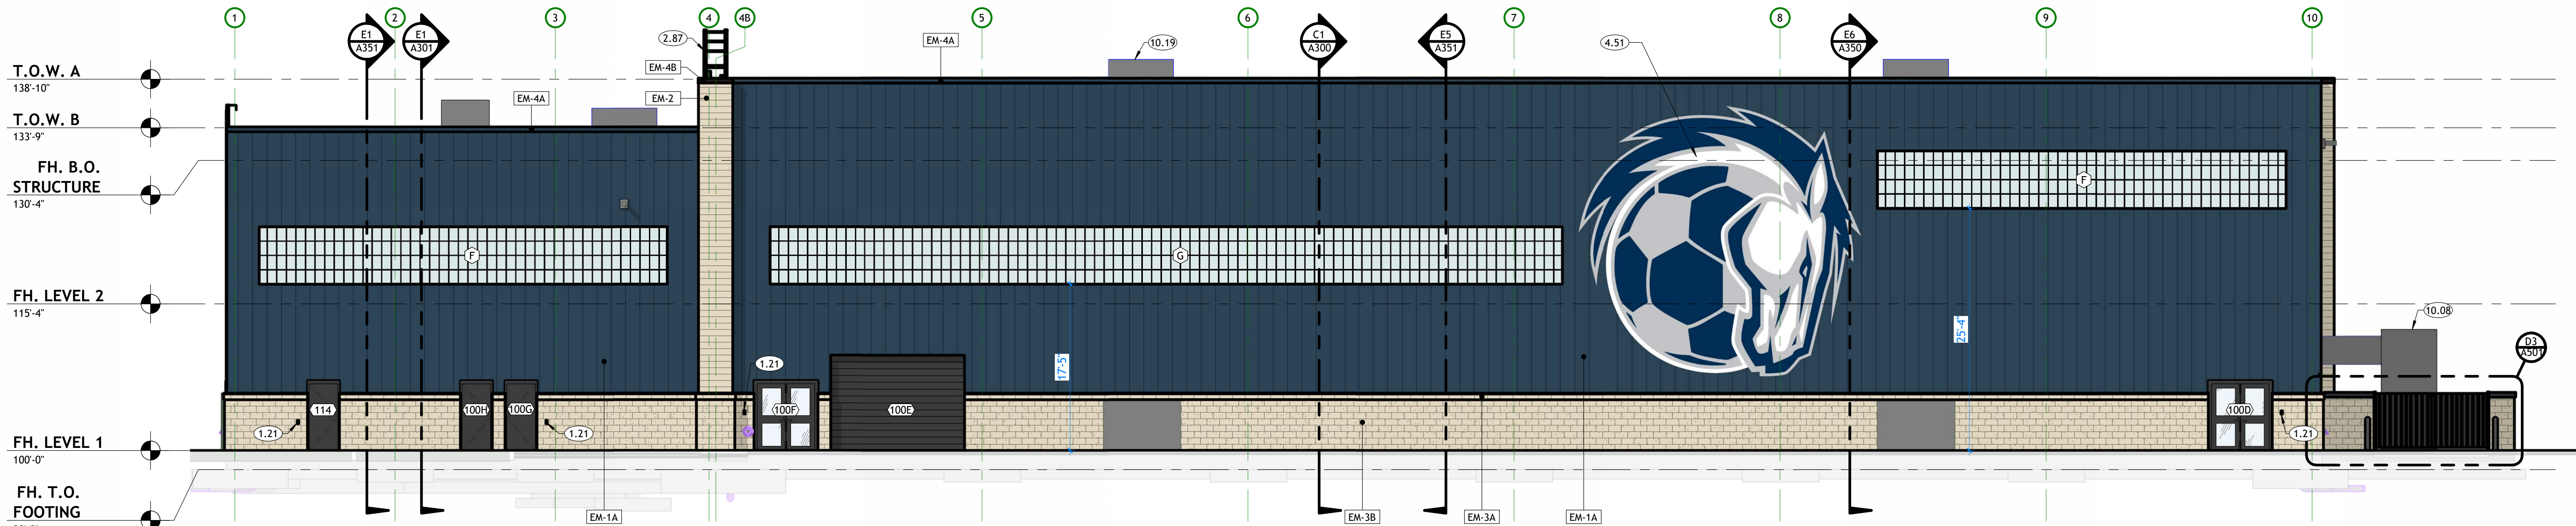 1
2
3
4
4B
5
6
7
8
9
10
E1
A351
E1
A301
C1
A300
E5
A351
E6
A350
2.87
EM-4A
10.19
4.51
T.O.W. A
138'-10"
EM-4B
EM-4A
EM-2
T.O.W. B
133'-9"
FH. B.O.
STRUCTURE
130'-4"
F
F
G
FH. LEVEL 2
115'-4"
10.08
D3
A501
25'-4"
17'-5"
1.21
114
100H
100G
100F
100E
100D
1.21
1.21
1.21
FH. LEVEL 1
100'-0"
FH. T.O.
FOOTING
EM-1A
EM-3B
EM-3A
EM-1A